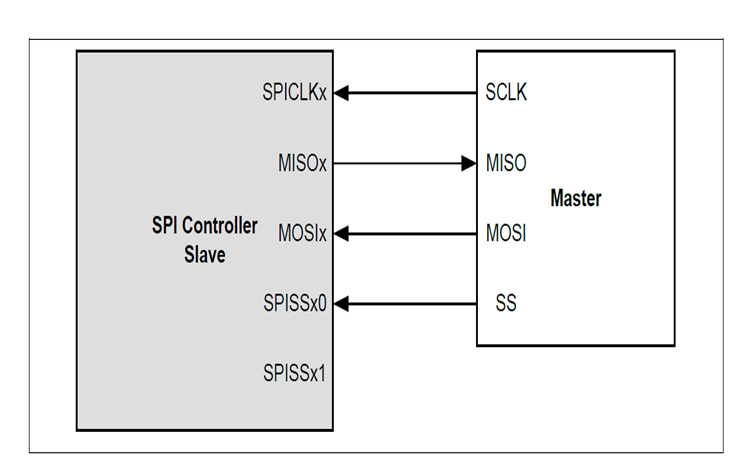 SPICLKx
SCLK
MISOx
MISO
Master
SPI Controller
Slave
MOSIx
MOSI
SPISSx0
SS
SPISSx1